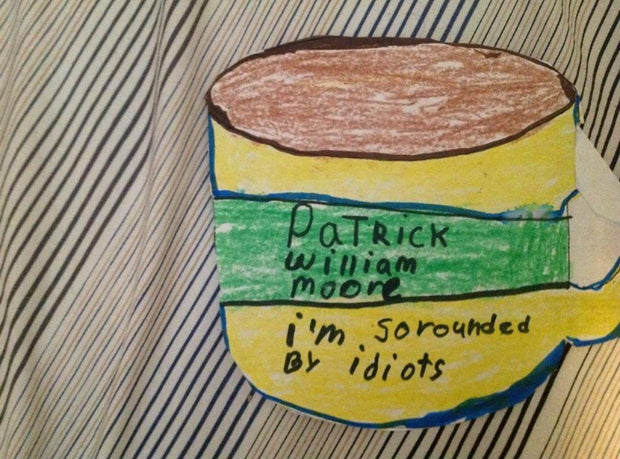 PaTRicK
william
moore
i'm sorounded
By idiots